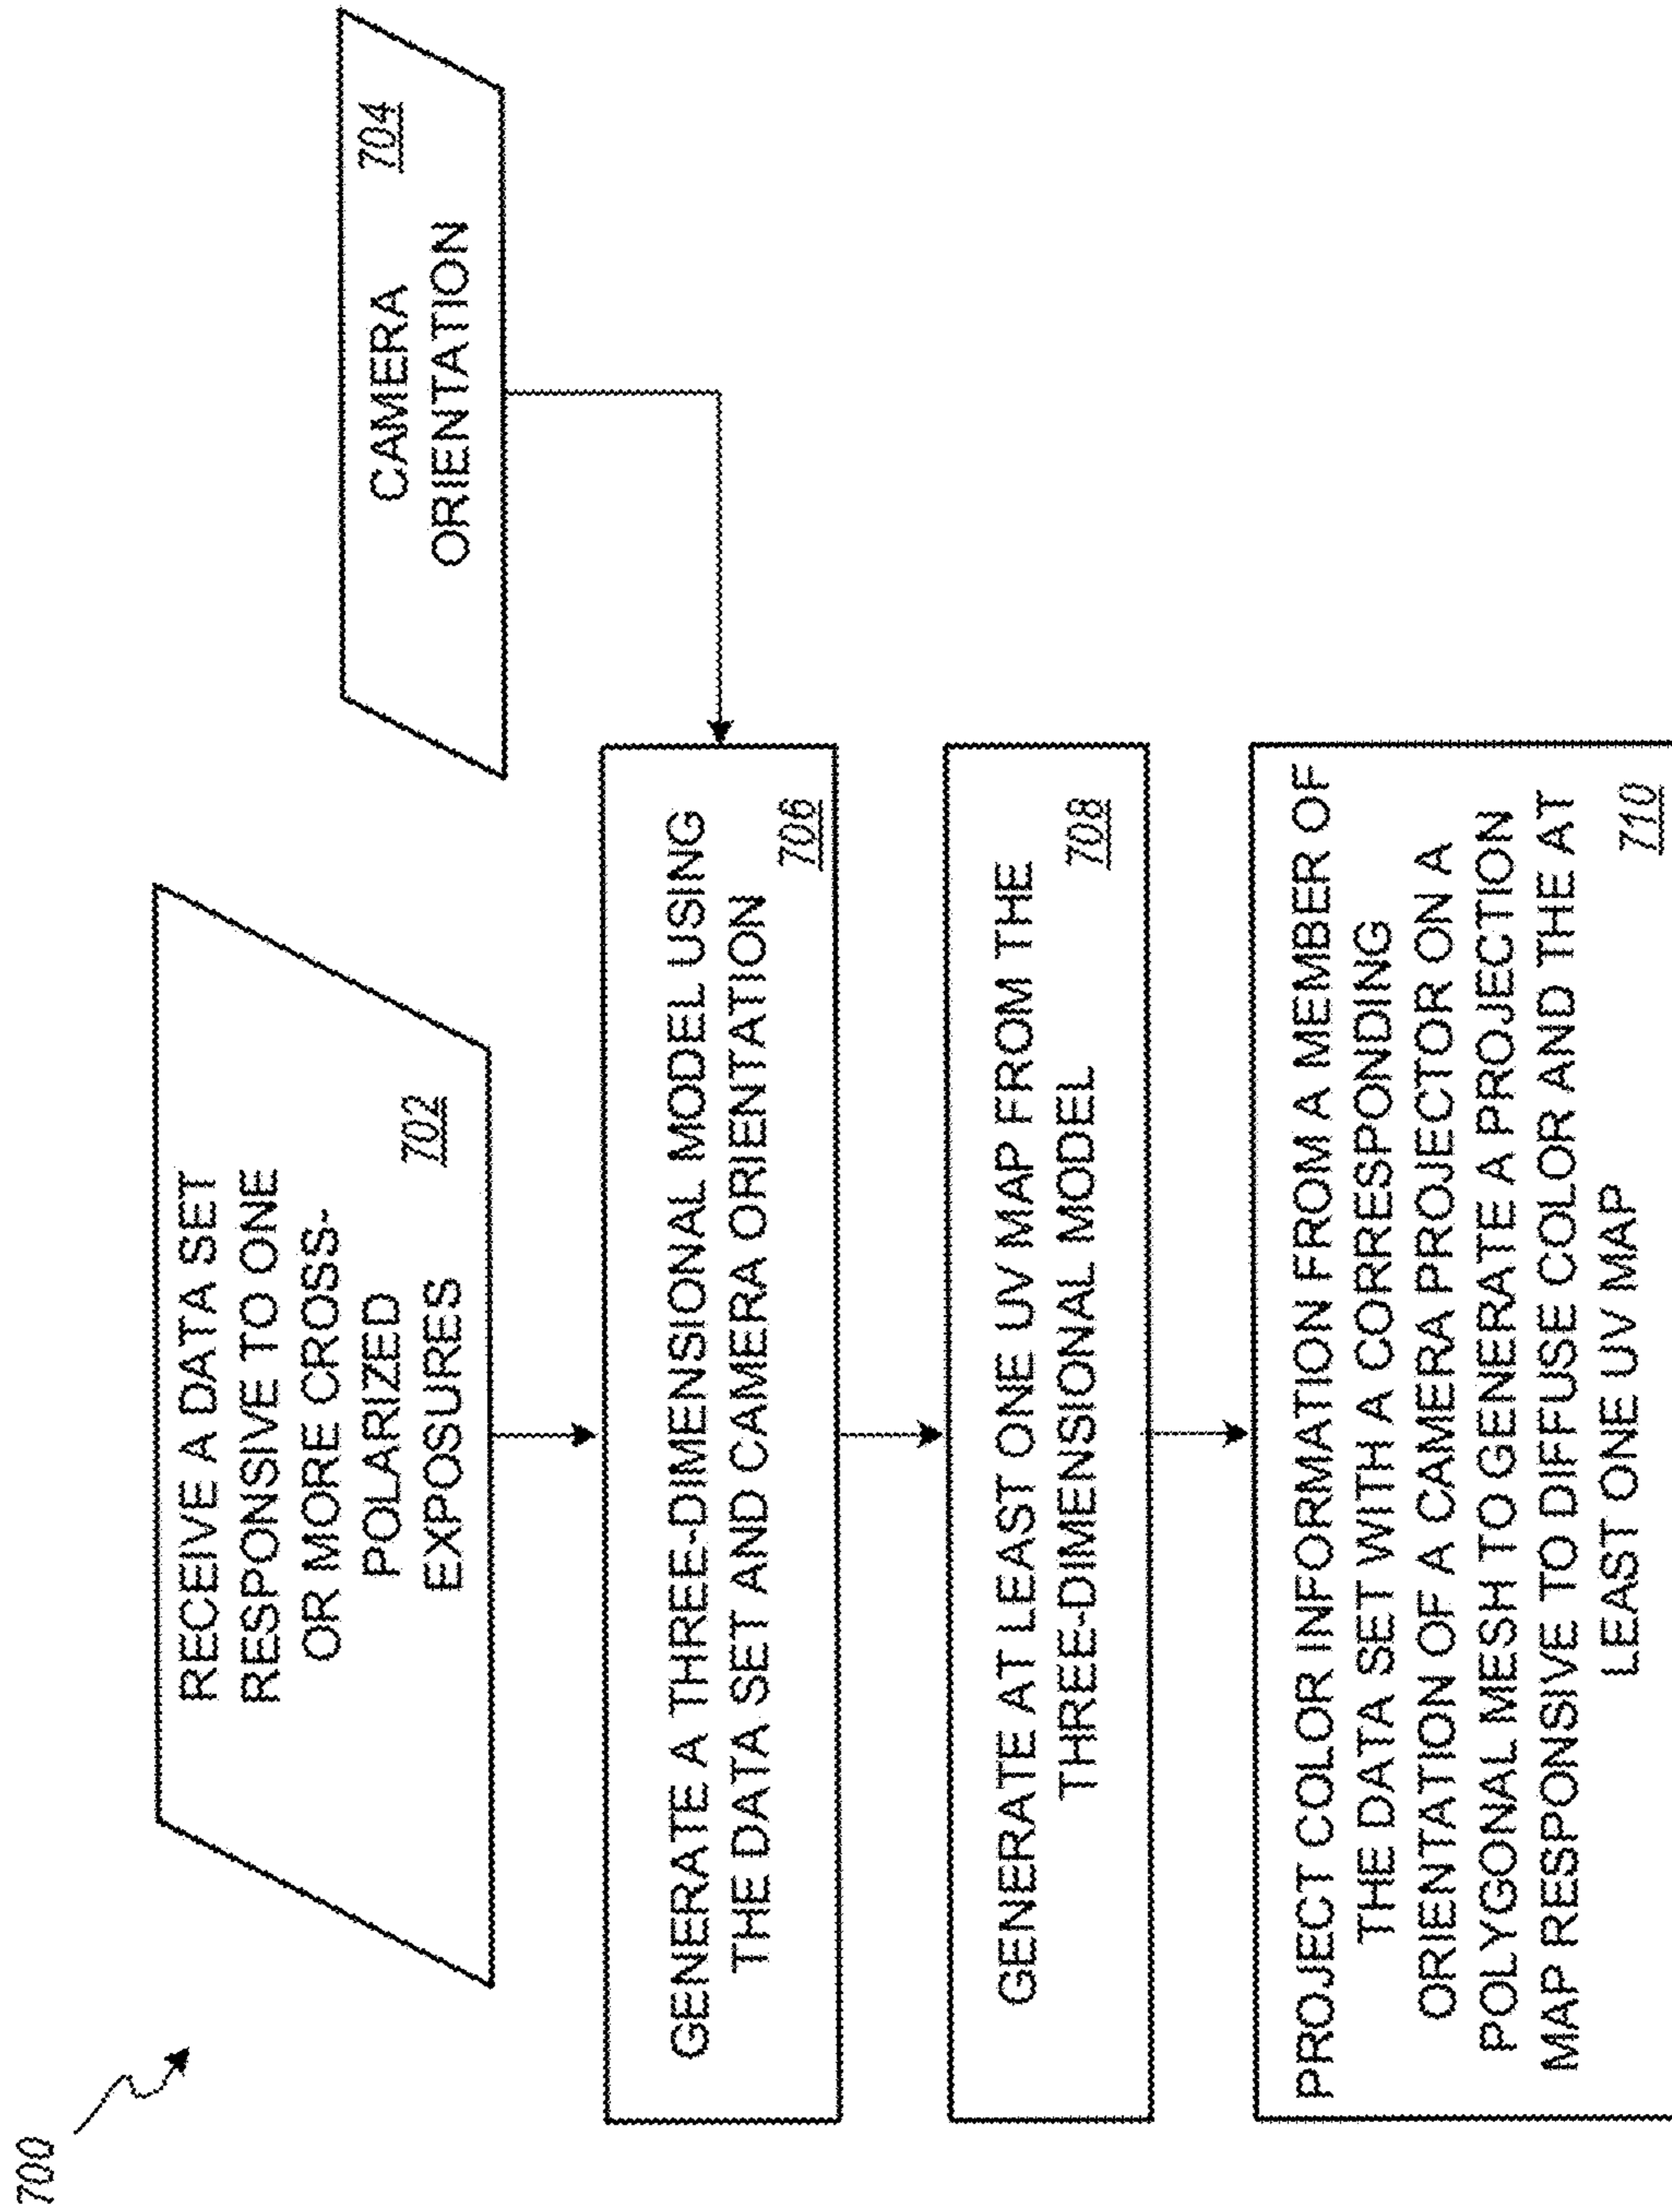 700
RECEIVE A DATA SET
RESPONSIVE TO ONE
OR MORE CROSS-
POLARIZED
EXPOSURES
702
CAMERA
ORIENTATION
704
GENERATE A THREE-DIMENSIONAL MODEL USING
THE DATA SET AND CAMERA ORIENTATION
706
GENERATE AT LEAST ONE UV MAP FROM THE
THREE-DIMENSIONAL MODEL
708
PROJECT COLOR INFORMATION FROM A MEMBER OF
THE DATA SET WITH A CORRESPONDING
ORIENTATION OF A CAMERA PROJECTOR ON A
POLYGONAL MESH TO GENERATE A PROJECTION
MAP RESPONSIVE TO DIFFUSE COLOR AND THE AT
LEAST ONE UV MAP
710